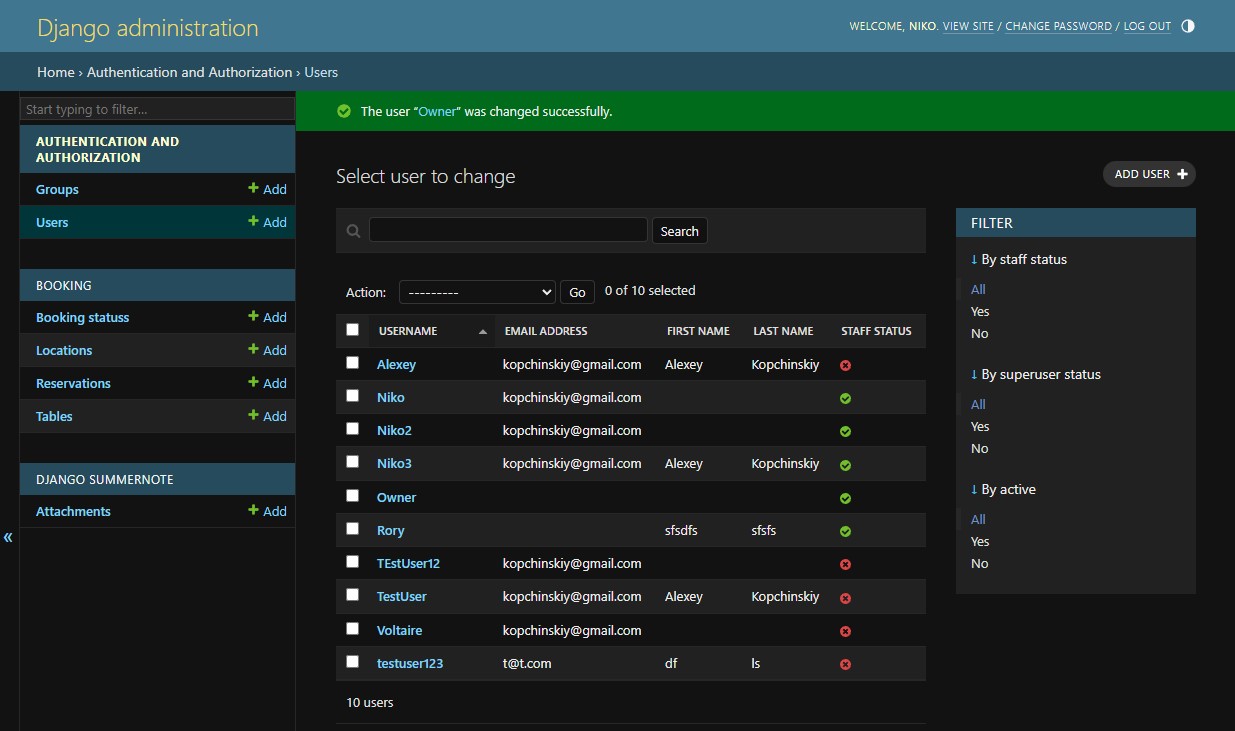 Django administration
WELCOME, NIKO. VIEW SITE / CHANGE PASSWORD / LOG OUT
Home › Authentication and Authorization › Users
Start typing to filter...
AUTHENTICATION AND
AUTHORIZATION
Groups + Add
Users + Add
BOOKING
Booking statuss + Add
Locations + Add
Reservations + Add
Tables + Add
DJANGO SUMMERNOTE
Attachments + Add
«
The user “Owner” was changed successfully.
Select user to change
ADD USER +
Search
Action: --------- Go 0 of 10 selected
USERNAME EMAIL ADDRESS FIRST NAME LAST NAME STAFF STATUS
Alexey kopchinskiy@gmail.com Alexey Kopchinskiy
Niko kopchinskiy@gmail.com
Niko2 kopchinskiy@gmail.com
Niko3 kopchinskiy@gmail.com Alexey Kopchinskiy
Owner
Rory sfsdfs sfsfs
TEstUser12 kopchinskiy@gmail.com
TestUser kopchinskiy@gmail.com Alexey Kopchinskiy
Voltaire kopchinskiy@gmail.com
testuser123 t@t.com df ls
10 users
FILTER
↓ By staff status
All
Yes
No
↓ By superuser status
All
Yes
No
↓ By active
All
Yes
No